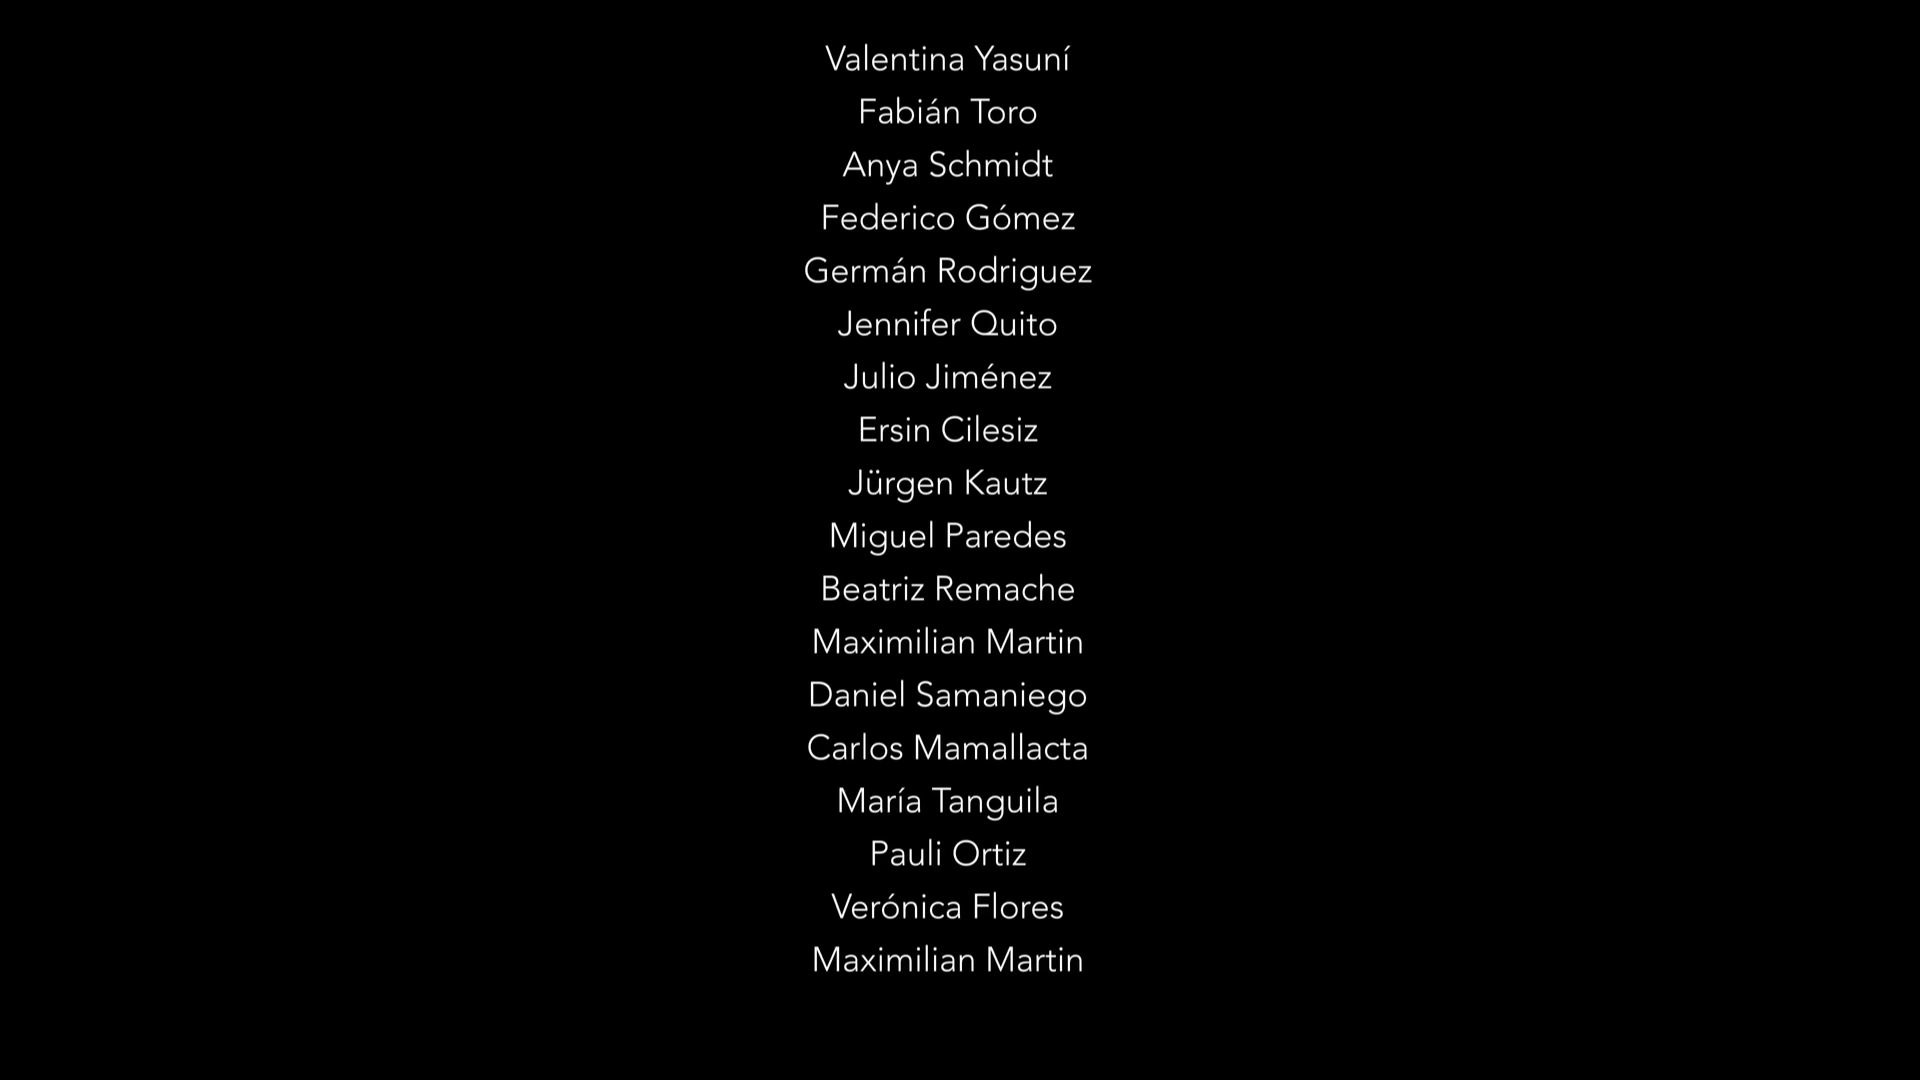 Valentina Yasuní
Fabián Toro
Anya Schmidt
Federico Gómez
Germán Rodriguez
Jennifer Quito
Julio Jiménez
Ersin Cilesiz
Jürgen Kautz
Miguel Paredes
Beatriz Remache
Maximilian Martin
Daniel Samaniego
Carlos Mamallacta
María Tanguila
Pauli Ortiz
Verónica Flores
Maximilian Martin